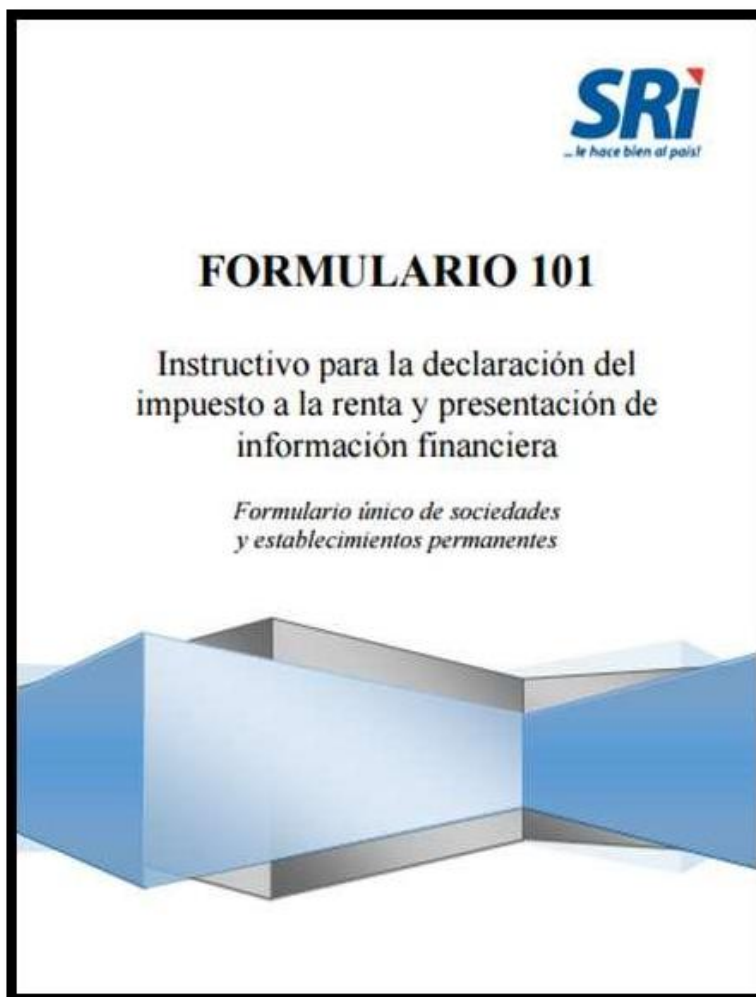 SRi
...le hace bien al país!
FORMULARIO 101
Instructivo para la declaración del
impuesto a la renta y presentación de
información financiera
Formulario único de sociedades
y establecimientos permanentes